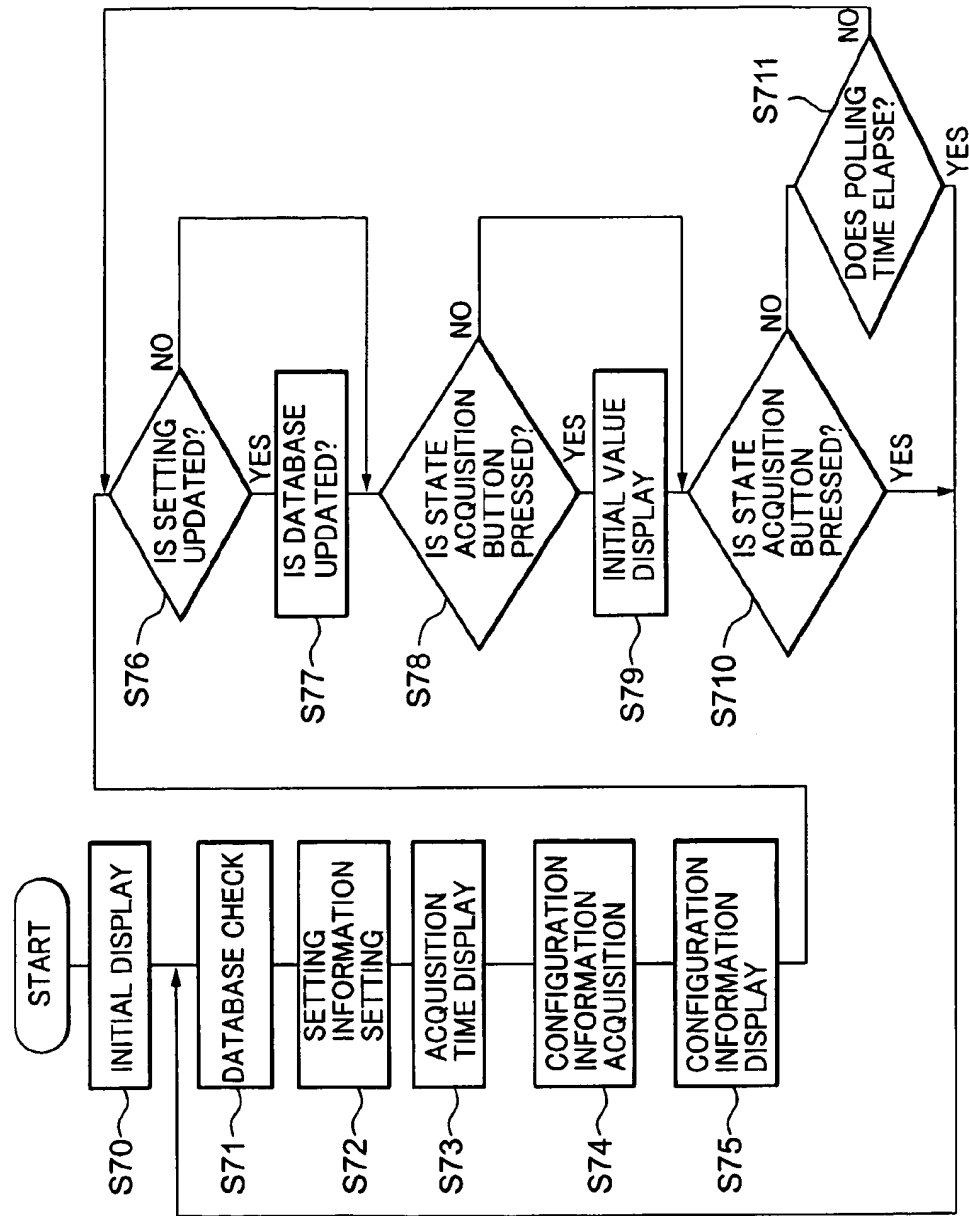 START
S70
INITIAL DISPLAY
S71
DATABASE CHECK
S72
SETTING
INFORMATION
SETTING
S73
ACQUISITION
TIME DISPLAY
S74
CONFIGURATION
INFORMATION
ACQUISITION
S75
CONFIGURATION
INFORMATION
DISPLAY
S76
IS SETTING
UPDATED?
NO
YES
S77
IS DATABASE
UPDATED?
S78
IS STATE
ACQUISITION
BUTTON
PRESSED?
NO
YES
S79
INITIAL VALUE
DISPLAY
S710
IS STATE
ACQUISITION
BUTTON
PRESSED?
NO
YES
S711
DOES POLLING
TIME ELAPSE?
NO
YES